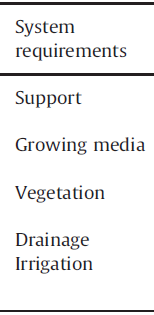 System
requirements
Support
Growing media
Vegetation
Drainage
Irrigation